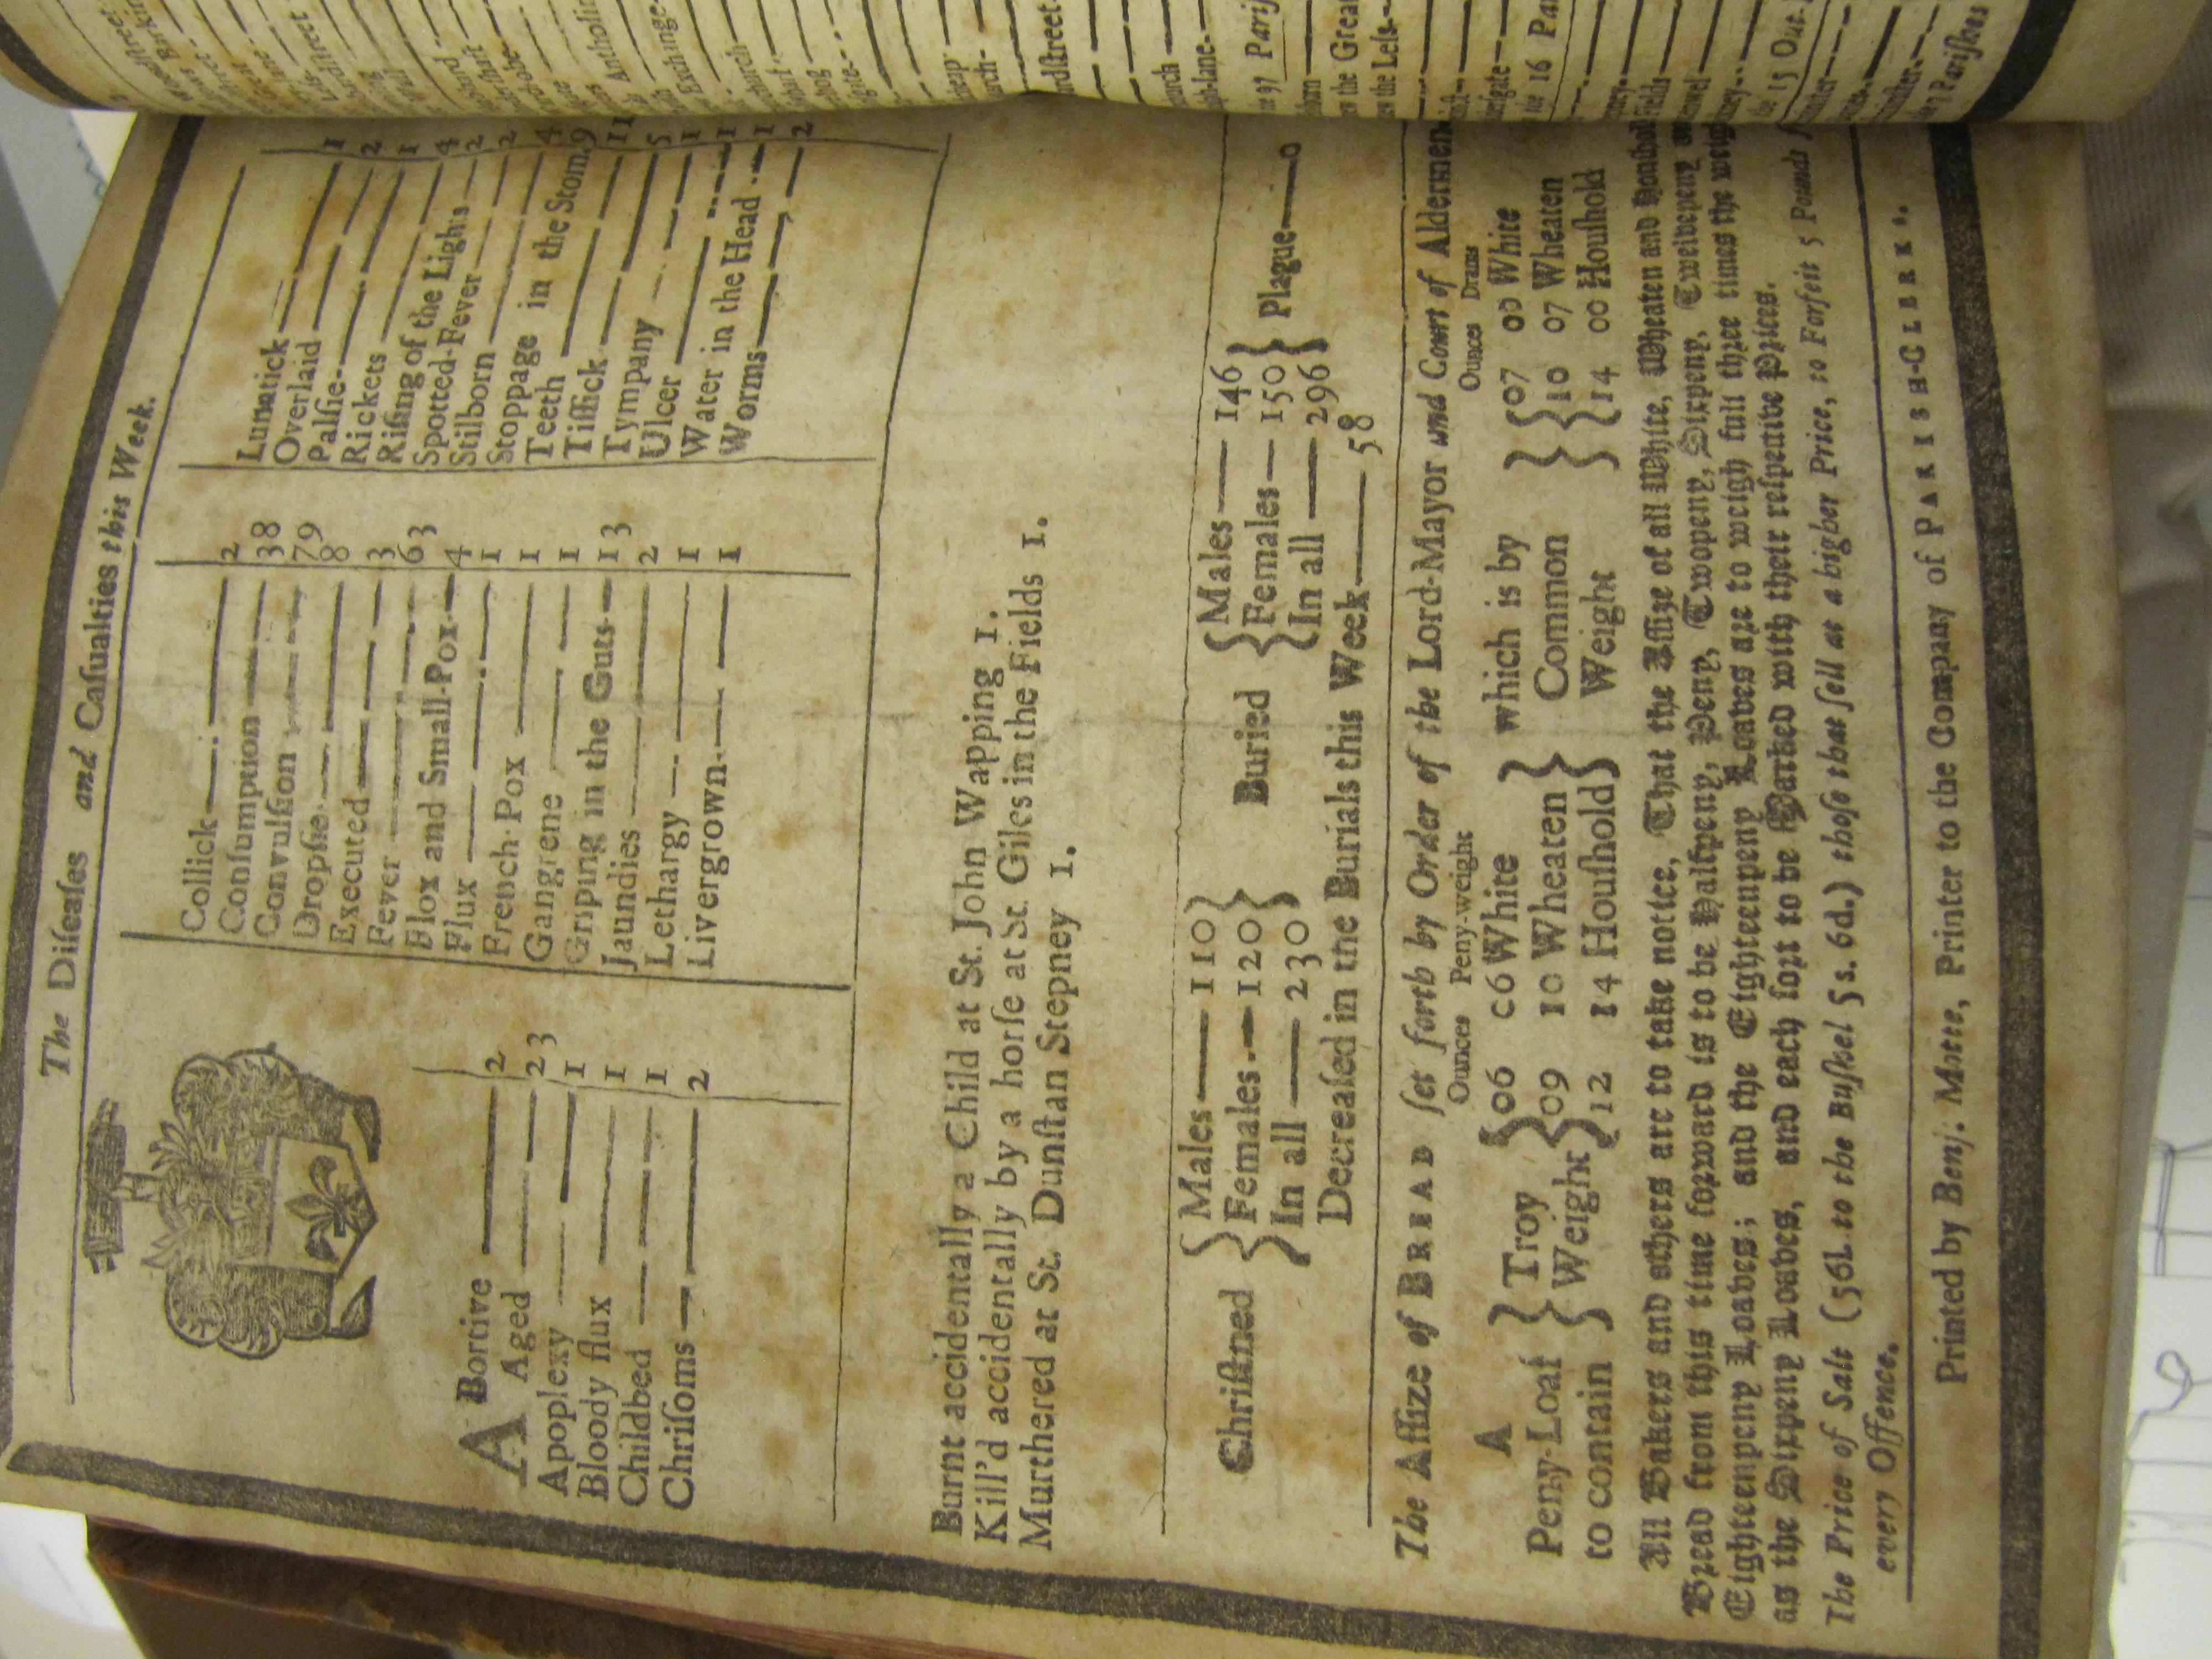 The Diſeaſes and Caſualties this Week.
ABortive 2
Aged 23
Apoplexy 1
Bloody flux 1
Childbed 1
Chriſoms 2
Collick 2
Conſumption 38
Convulſion 79
Dropſie 8
Executed 3
Fever 63
Flox and Small-Pox 4
Flux 1
French-Pox 1
Gangrene 1
Griping in the Guts 13
Jaundies 2
Lethargy 1
Livergrown 1
Lunatick 1
Overlaid 2
Palſie 1
Rickets 4
Riſing of the Lights 2
Spotted-Fever 2
Stilborn 4
Stoppage in the Stom. 9
Teeth 11
Tiſſick 5
Tympany 1
Ulcer 1
Water in the Head 1
Worms 2
Burnt accidentally a Child at St. John Wapping 1.
Kill'd accidentally by a horſe at St. Giles in the Fields 1.
Murthered at St. Dunſtan Stepney 1.
Chriſtned { Males 110 Females 120 In all 230 } Buried { Males 146 Females 150 In all 296 } Plague 0
Decreaſed in the Burials this Week 58
The Aſſize of BREAD ſet forth by Order of the Lord-Mayor and Court of Aldermen
Ounces Peny-weight Ounces Drams
A Peny-Loaf to contain } Troy Weight { 06 06 White } which is by Common Weight { 07 00 White
09 10 Wheaten 10 07 Wheaten
12 14 Houſhold 14 00 Houſhold
All Bakers and others are to take notice, That the Aſſize of all White, Wheaten and Houſhold
Bread from this time forward is to be Halfpeny, Peny, Twopeny, Sixpeny, Twelvepeny
Eighteenpeny Loaves; and the Eighteenpeny Loaves are to weigh full three times the
as the Sixpeny Loaves, and each ſort to be Marked with their reſpective Prices.
The Price of Salt (56l. to the Buſhel 5 s. 6d.) thoſe that ſell at a higher Price, to Forfeit 5 Pounds
every Offence.
Printed by Benj. Motte, Printer to the Company of PARISH-CLERKS.